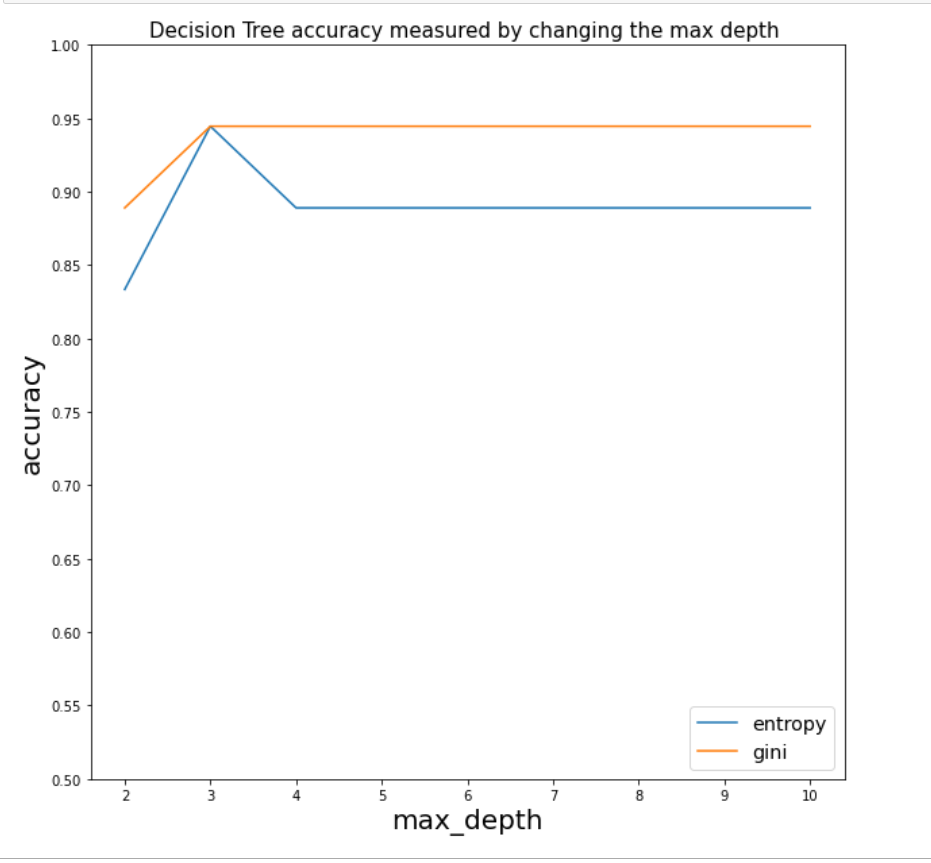 Decision Tree accuracy measured by changing the max depth
1.00
0.95
0.90
0.85
0.80
0.75
0.70
0.65
0.60
0.55
0.50
accuracy
entropy
gini
2 3 4 5 6 7 8 9 10
max_depth